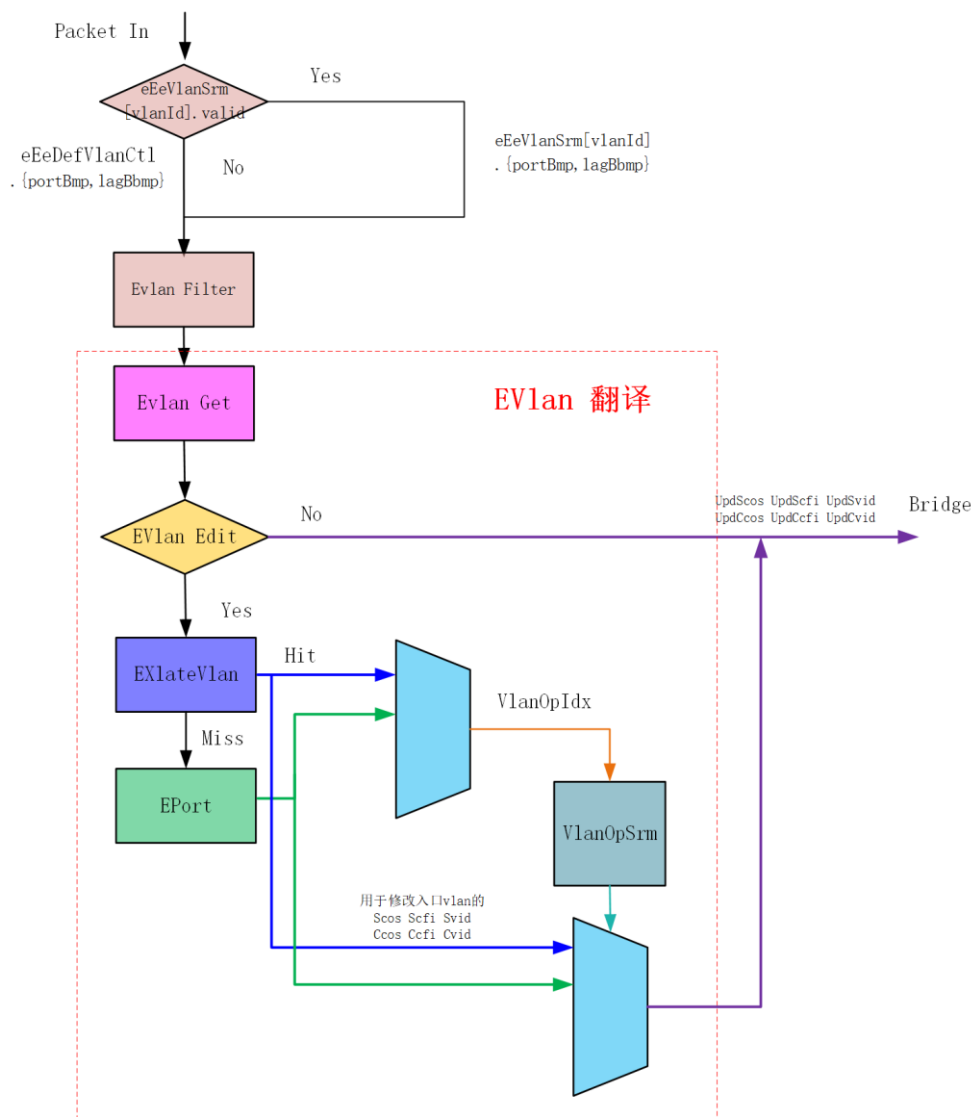 Packet In
eEeVlanSrm
[vlanId].valid
Yes
eEeDefVlanCtl
.{portBmp,lagBbmp}
No
eEeVlanSrm[vlanId]
.{portBmp,lagBbmp}
Evlan Filter
Evlan Get
EVlan 翻译
EVlan Edit
No
UpdScos UpdScfi UpdSvid
UpdCcos UpdCcfi UpdCvid
Bridge
Yes
EXlateVlan
Hit
VlanOpIdx
Miss
EPort
VlanOpSrm
用于修改入口vlan的
Scos Scfi Svid
Ccos Ccfi Cvid